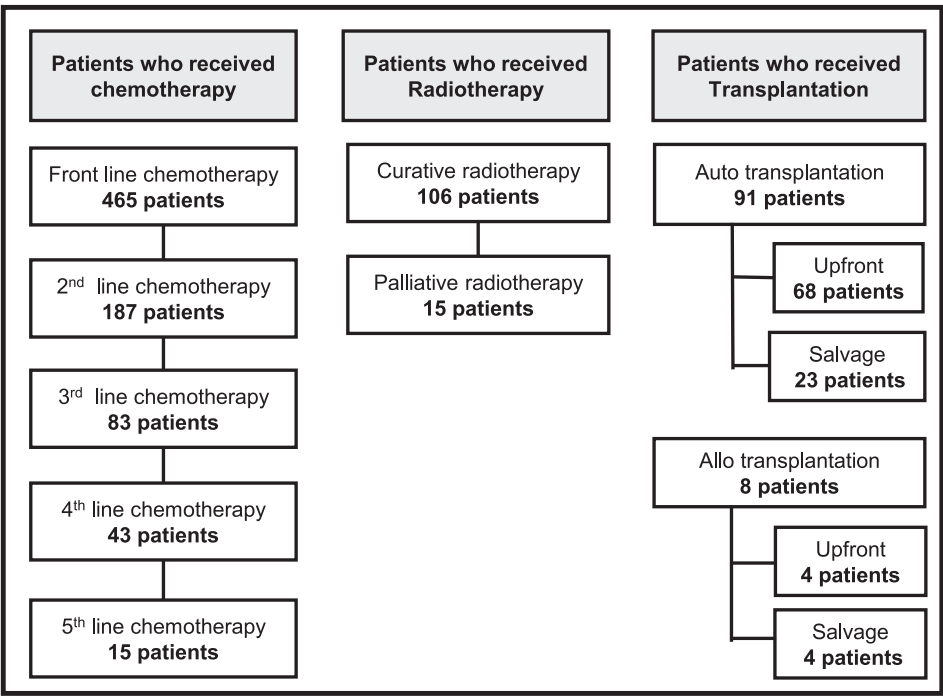 Patients who received
chemotherapy
Front line chemotherapy
465 patients
2nd line chemotherapy
187 patients
3rd line chemotherapy
83 patients
4th line chemotherapy
43 patients
5th line chemotherapy
15 patients
Patients who received
Radiotherapy
Curative radiotherapy
106 patients
Palliative radiotherapy
15 patients
Patients who received
Transplantation
Auto transplantation
91 patients
Upfront
68 patients
Salvage
23 patients
Allo transplantation
8 patients
Upfront
4 patients
Salvage
4 patients